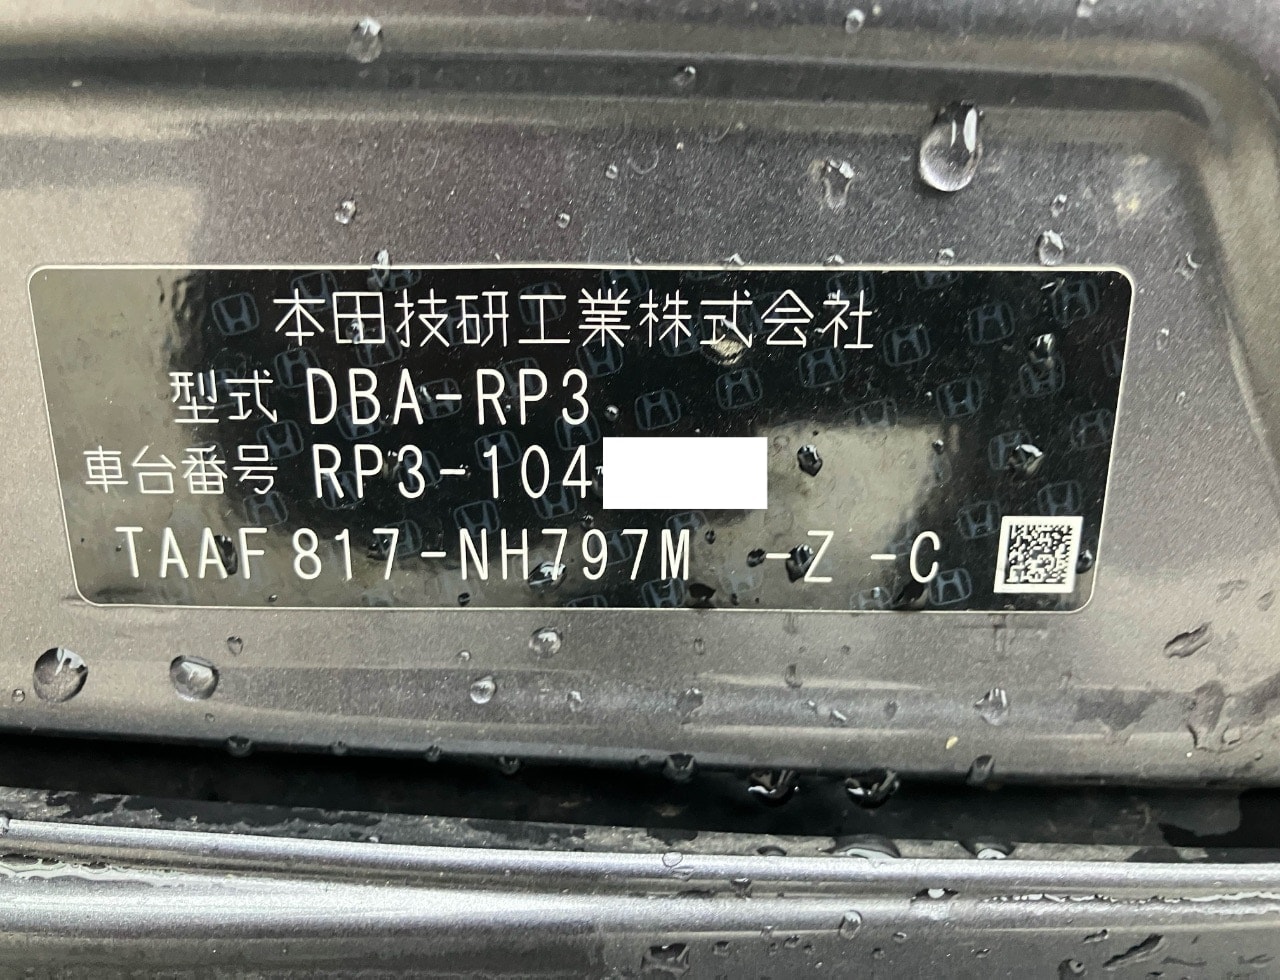 本田技研工業株式会社
型式 DBA-RP3
車台番号 RP3-104
TAAF817-NH797M -Z -C